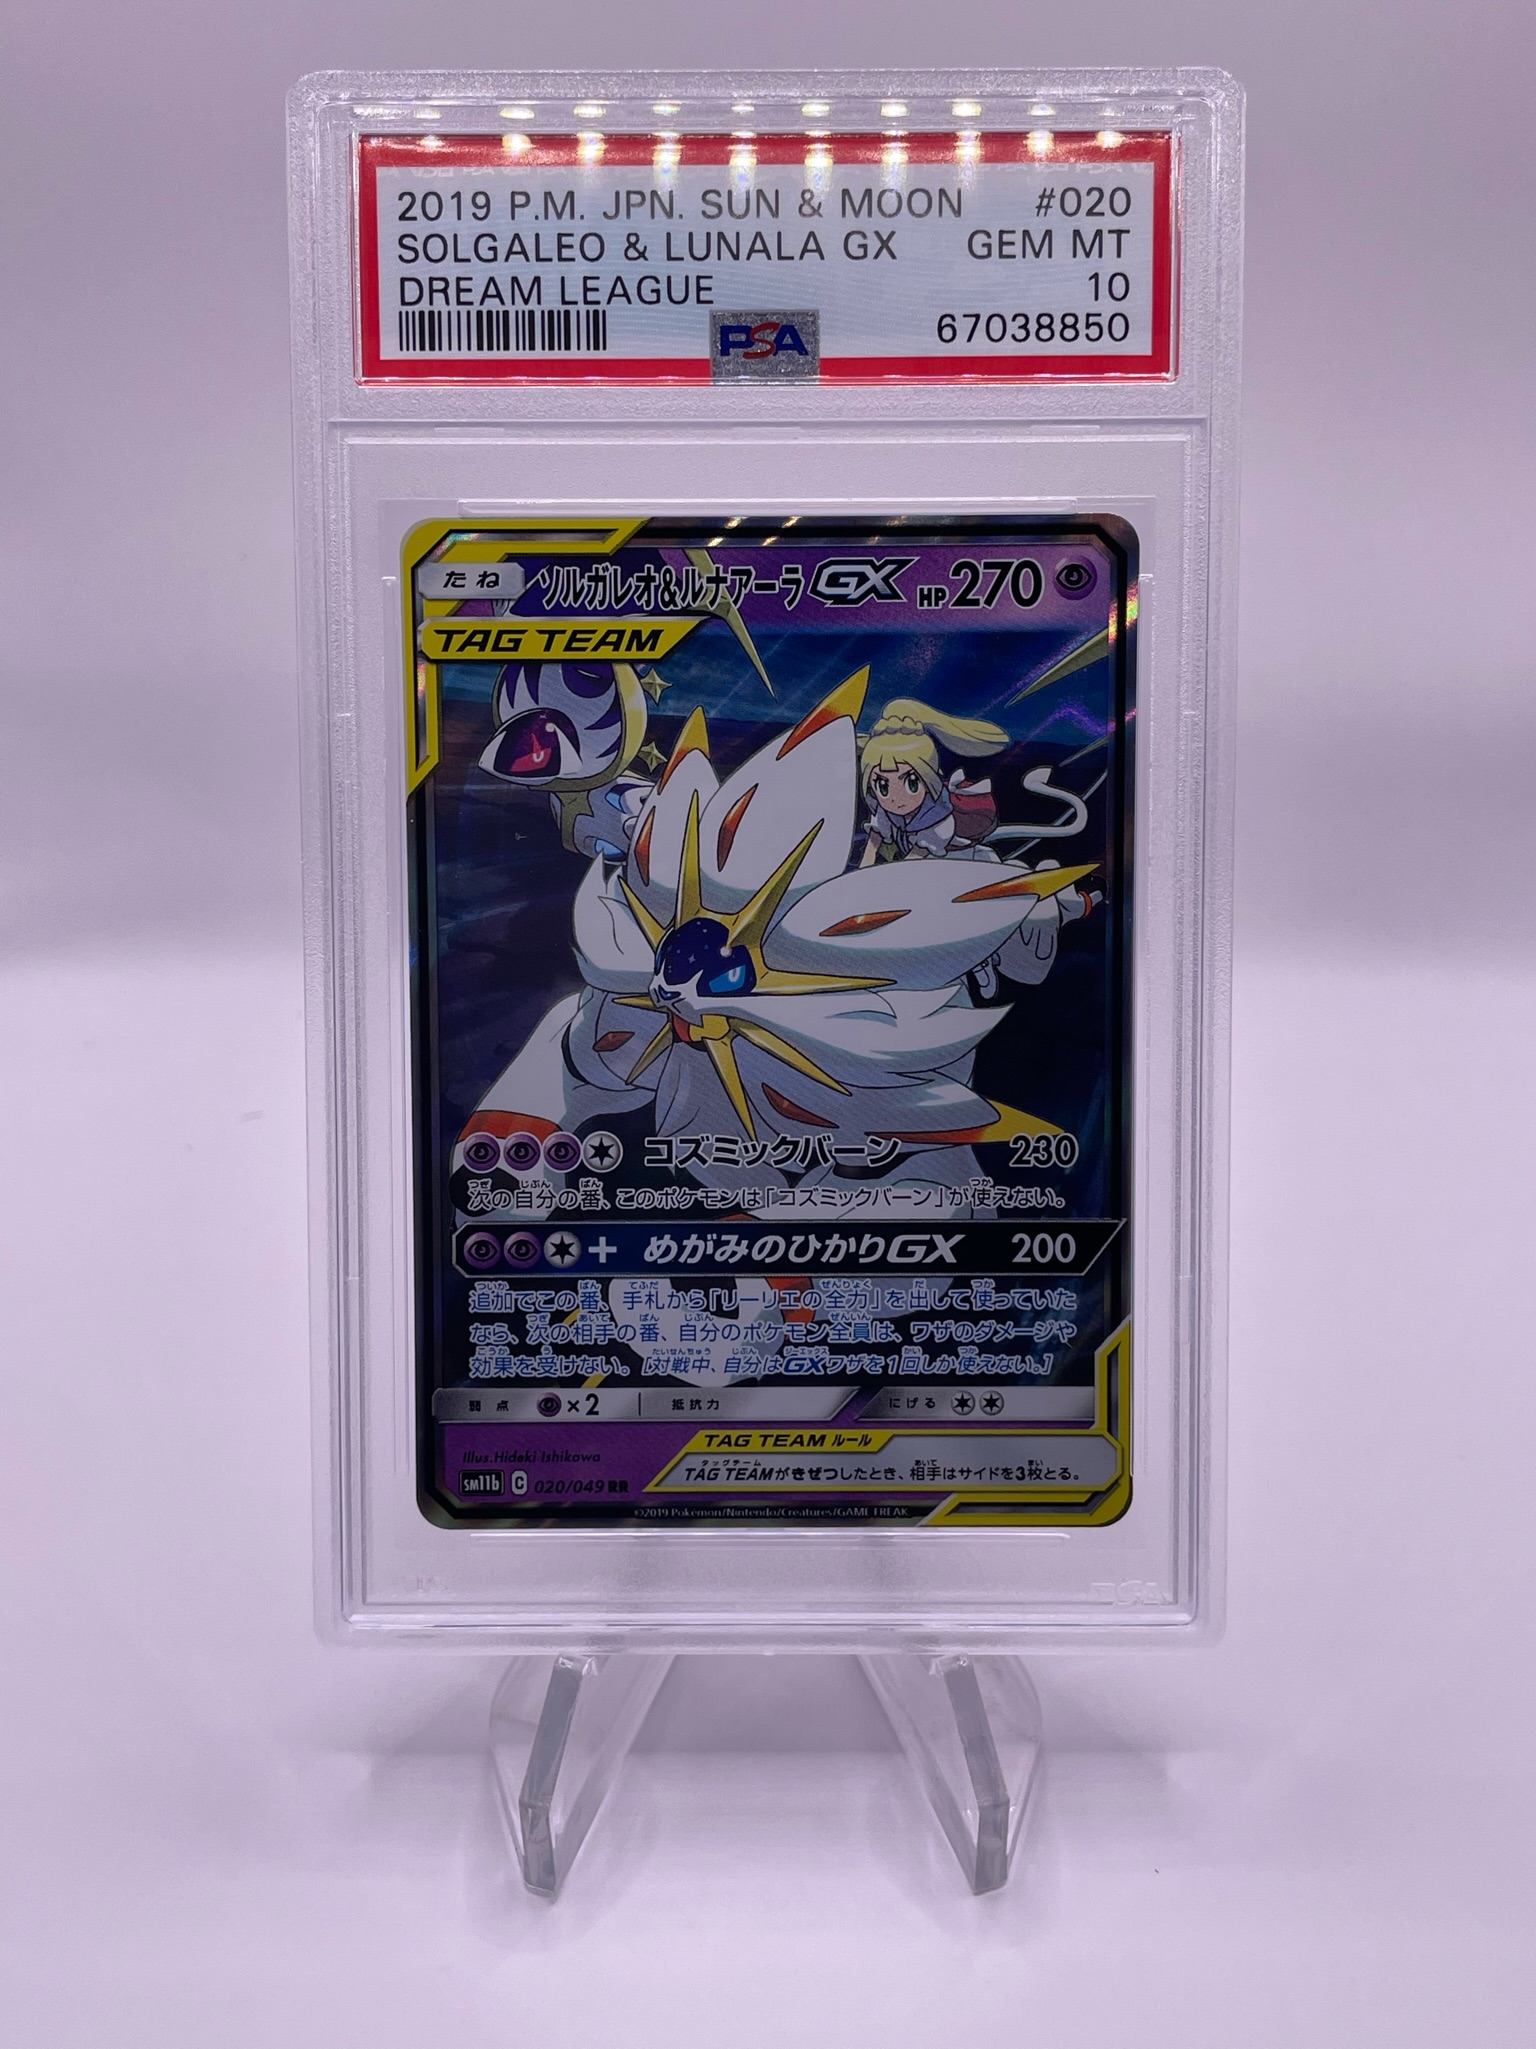 2019 P.M. JPN. SUN & MOON #020
SOLGALEO & LUNALA GX GEM MT
DREAM LEAGUE 10
PSA 67038850
たね ソルガレオ&ルナアーラGX HP270
TAG TEAM
コズミックバーン 230
次の自分の番、このポケモンは「コズミックバーン」が使えない。
+ めがみのひかりGX 200
追加でこの番、手札から「リーリエの全力」を出して使っていた
なら、次の相手の番、自分のポケモン全員は、ワザのダメージや
効果を受けない。[対戦中、自分はGXワザを1回しか使えない。]
弱点 ×2 抵抗力 にげる
TAG TEAM ルール
TAG TEAMがきぜつしたとき、相手はサイドを3枚とる。
Illus.Hideki Ishikawa
SM11b C 020/049 RR
©2019 Pokémon/Nintendo/Creatures/GAME FREAK